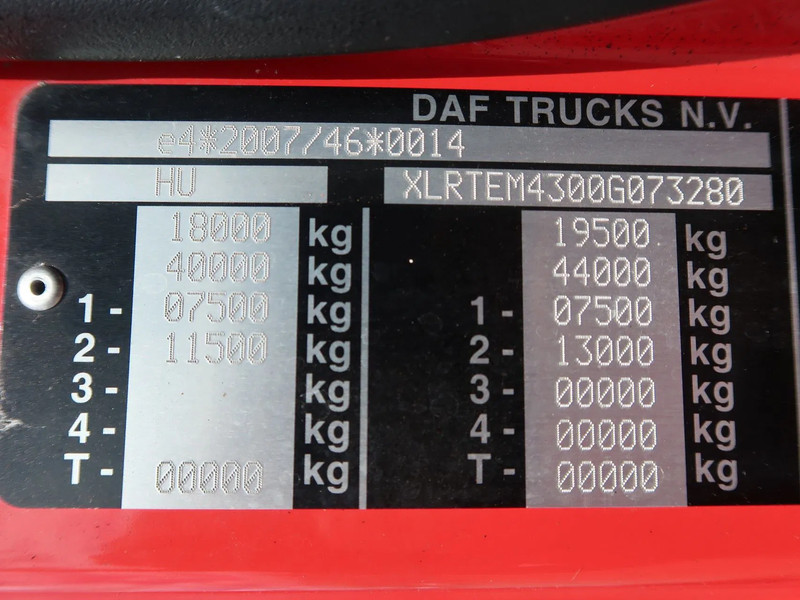 DAF TRUCKS N.V.
e4*2007/46*0014
HU XLRTEM4300G073280
18000 kg 19500 kg
40000 kg 44000 kg
1- 07500 kg 1- 07500 kg
2- 11500 kg 2- 13000 kg
3- kg 3- 00000 kg
4- kg 4- 00000 kg
T- 00000 kg T- 00000 kg